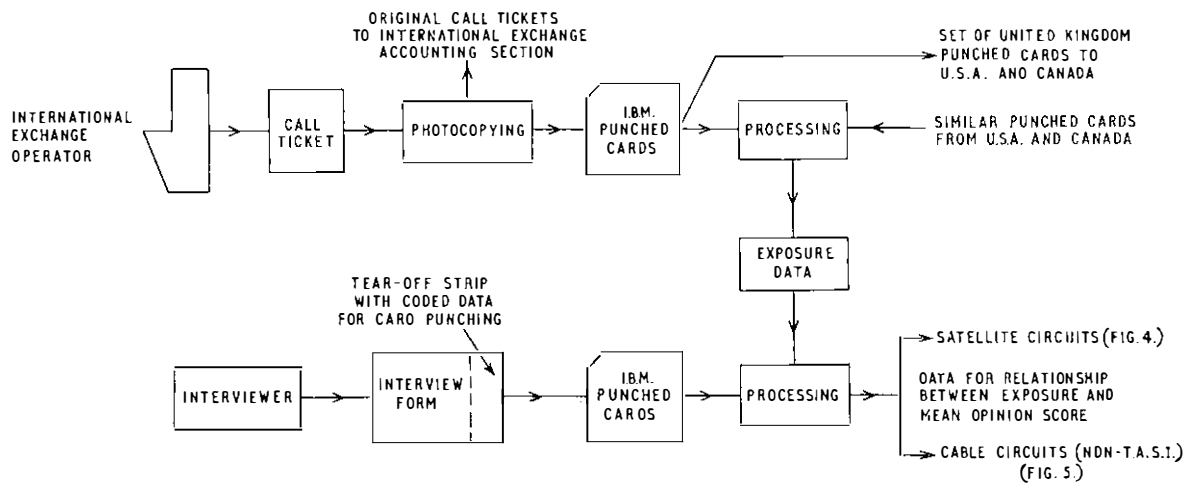 ORIGINAL CALL TICKETS
TO INTERNATIONAL EXCHANGE
ACCOUNTING SECTION
SET OF UNITED KINGDOM
PUNCHED CARDS TO
U.S.A. AND CANADA
INTERNATIONAL
EXCHANGE
OPERATOR
CALL
TICKET
PHOTOCOPYING
I.B.M.
PUNCHED
CARDS
PROCESSING
SIMILAR PUNCHED CARDS
FROM U.S.A. AND CANADA
EXPOSURE
DATA
TEAR-OFF STRIP
WITH CODED DATA
FOR CARO PUNCHING
INTERVIEWER
INTERVIEW
FORM
I.B.M.
PUNCHED
CAROS
PROCESSING
SATELLITE CIRCUITS (FIG. 4.)
OATA FOR RELATIONSHIP
BETWEEN EXPOSURE AND
MEAN OPINION SCORE
CABLE CIRCUITS (NDN-T.A.S.I.)
(FIG. 5.)